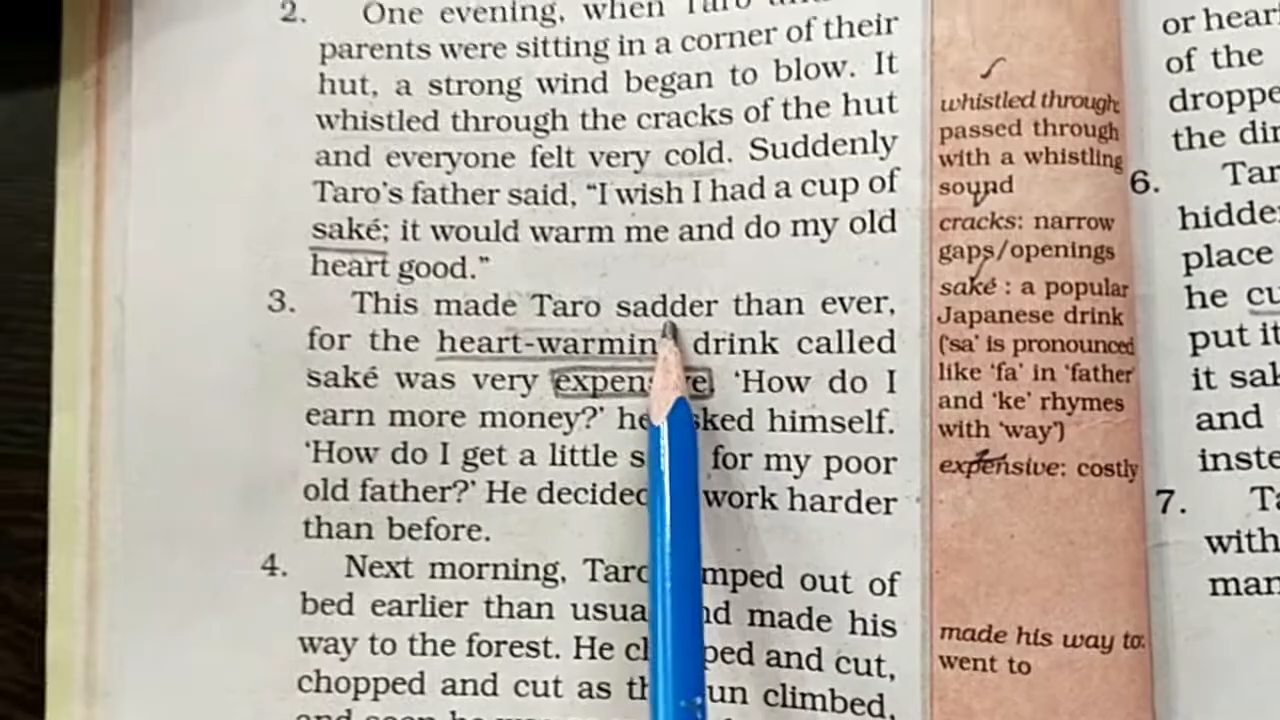 2. One evening, when Taro
parents were sitting in a corner of their
hut, a strong wind began to blow. It
whistled through the cracks of the hut
and everyone felt very cold. Suddenly
Taro's father said, “I wish I had a cup of
saké; it would warm me and do my old
heart good.”
3. This made Taro sadder than ever,
for the heart-warmin drink called
saké was very expen ve. ‘How do I
earn more money?’ he sked himself.
‘How do I get a little s for my poor
old father?’ He decided work harder
than before.
4. Next morning, Taro mped out of
bed earlier than usua nd made his
way to the forest. He ch ped and cut,
chopped and cut as th un climbed,
whistled through:
passed through
with a whistling
sound
cracks: narrow
gaps/openings
saké : a popular
Japanese drink
(‘sa’ is pronounced
like ‘fa’ in ‘father’
and ‘ke’ rhymes
with ‘way’)
expensive: costly
made his way to:
went to
or hear
of the
droppe
the di
6. Tar
hidde
place
he cu
put it
it sa
and
inste
7. Ta
with
man